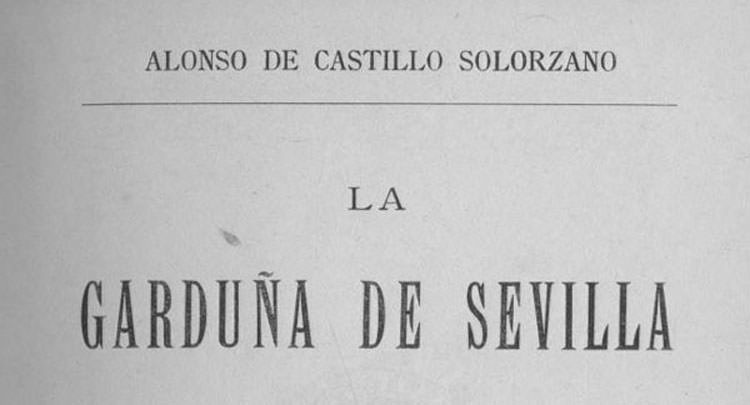 ALONSO DE CASTILLO SOLORZANO
LA
GARDUÑA DE SEVILLA